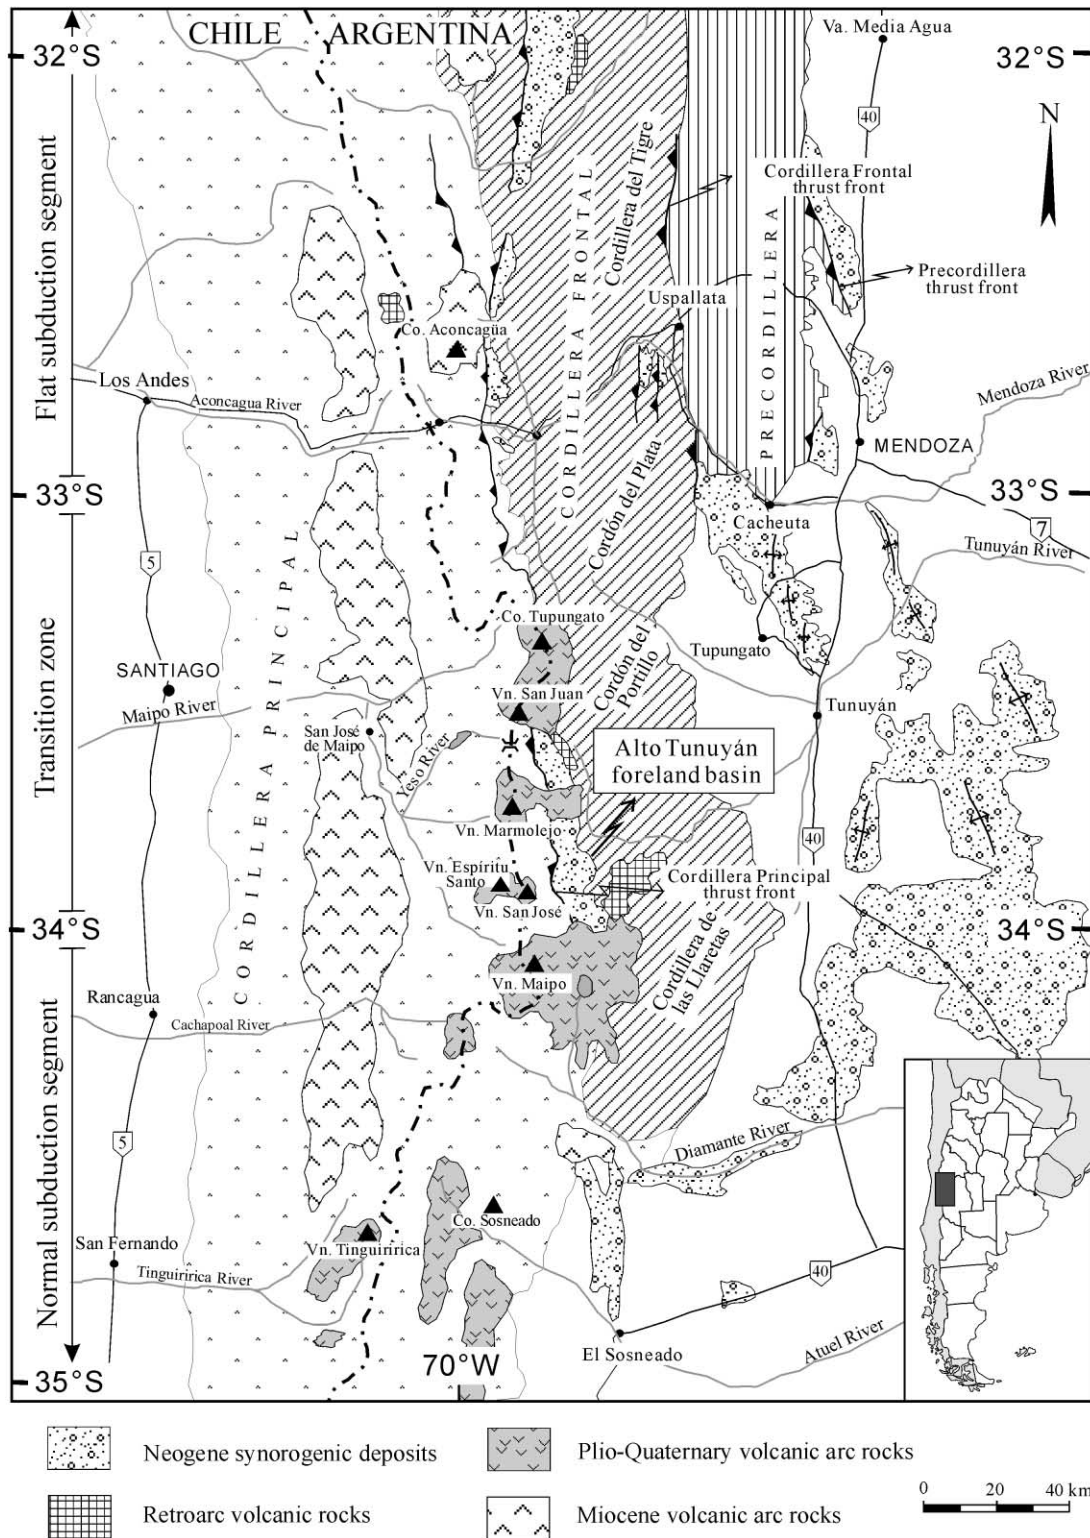 CHILE ARGENTINA
Va. Media Agua
32°S
32°S
N
40
Flat subduction segment
Cordillera del Tigre
CORDILLERA FRONTAL
PRECORDILLERA
Cordillera Frontal
thrust front
Precordillera
thrust front
Uspallata
Co. Aconcagüa
Los Andes
Aconcagua River
Mendoza River
MENDOZA
33°S
33°S
Cordón del Plata
Cacheuta
7
Tunuyán River
5
CORDILLERA PRINCIPAL
Co. Tupungato
Tupungato
Transition zone
SANTIAGO
Maipo River
Vn. San Juan
Cordón del
Portillo
Tunuyán
San José
de Maipo
Yeso River
Alto Tunuyán
foreland basin
Vn. Marmolejo
40
Vn. Espíritu
Santo
Vn. San José
Cordillera Principal
thrust front
34°S
34°S
Cordillera de
las Llaretas
Vn. Maipo
Rancagua
Cachapoal River
Normal subduction segment
5
Diamante River
San Fernando
Co. Sosneado
Vn. Tinguiririca
Tinguiririca River
40
El Sosneado
Atuel River
70°W
35°S
Neogene synorogenic deposits
Plio-Quaternary volcanic arc rocks
Retroarc volcanic rocks
Miocene volcanic arc rocks
0 20 40 km